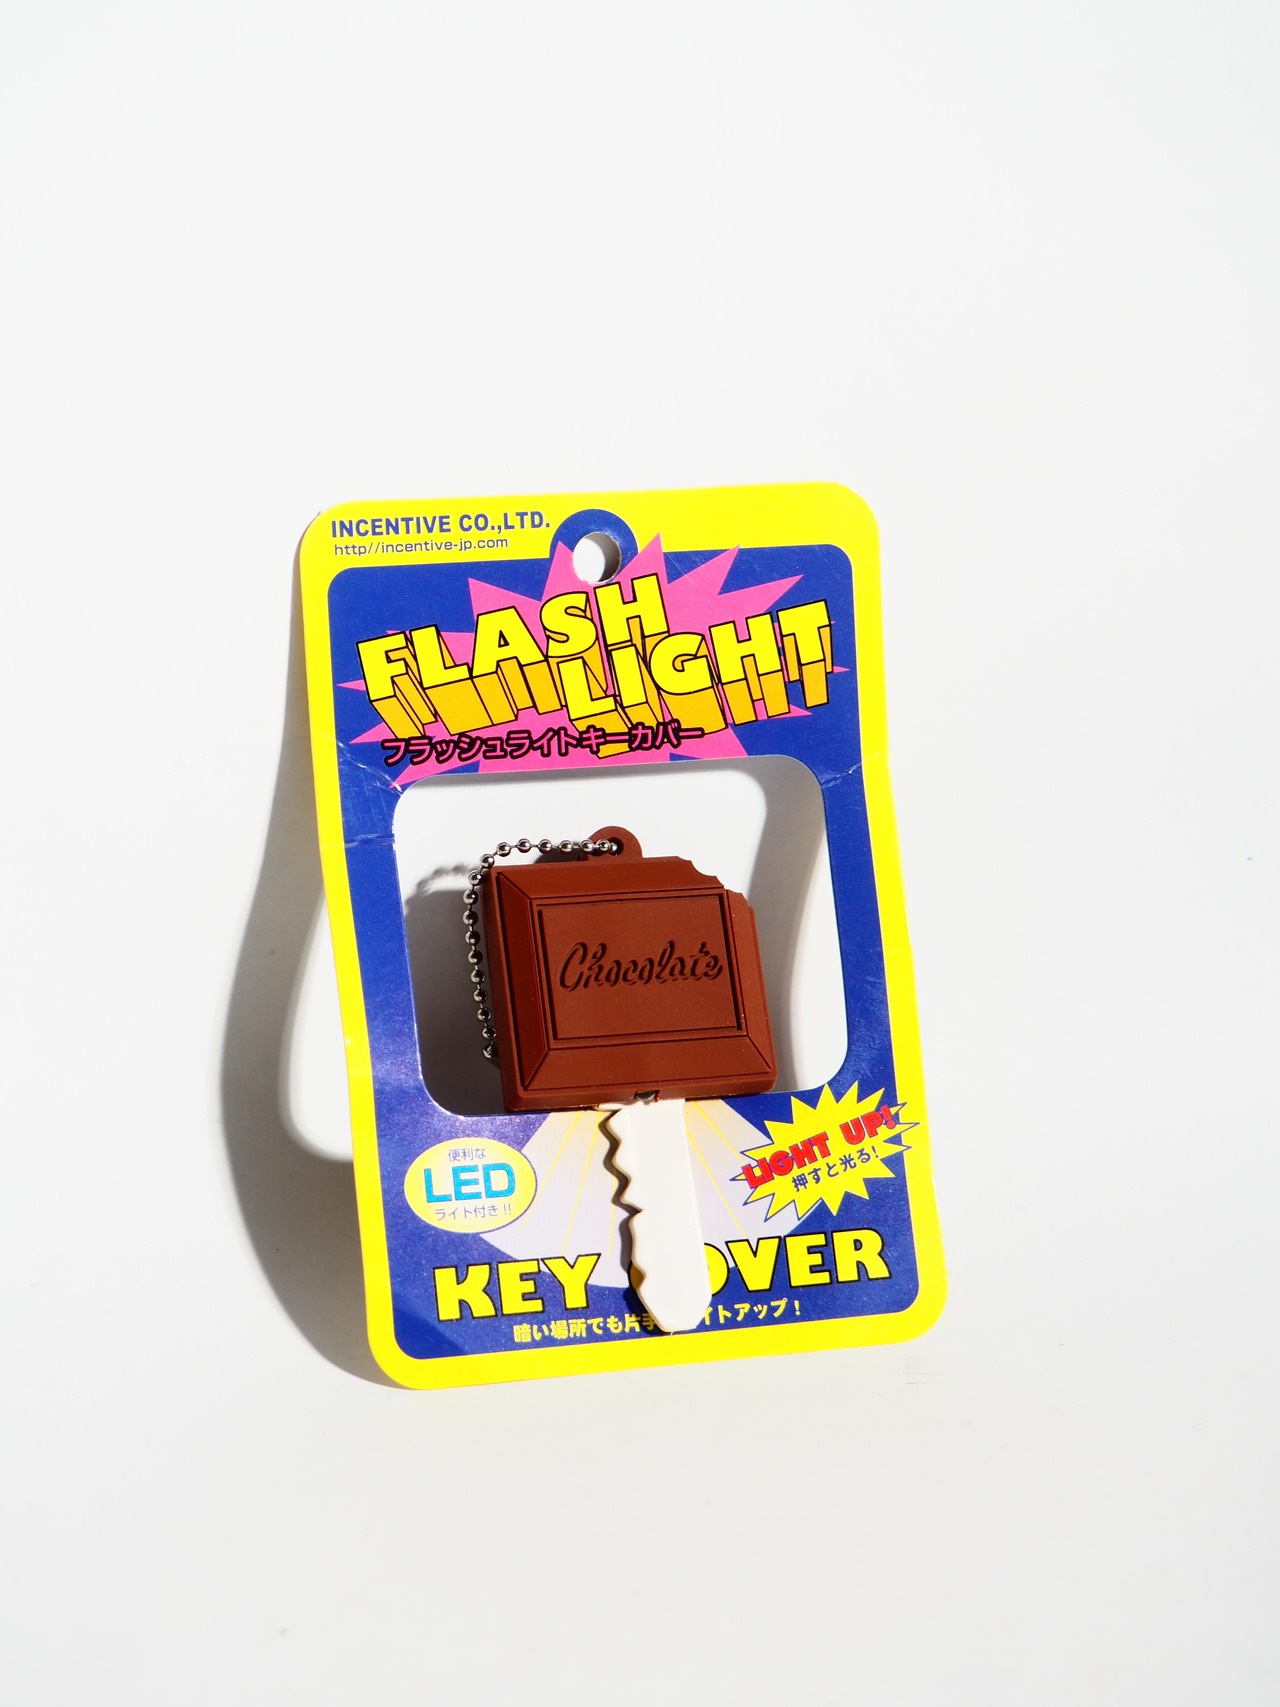 INCENTIVE CO.,LTD.
http//incentive-jp.com
FLASH
LIGHT
フラッシュライトキーカバー
Chocolate
便利な
LED
ライト付き!!
LIGHT UP!
押すと光る!
KEY OVER
暗い場所でも片手 イトアップ!